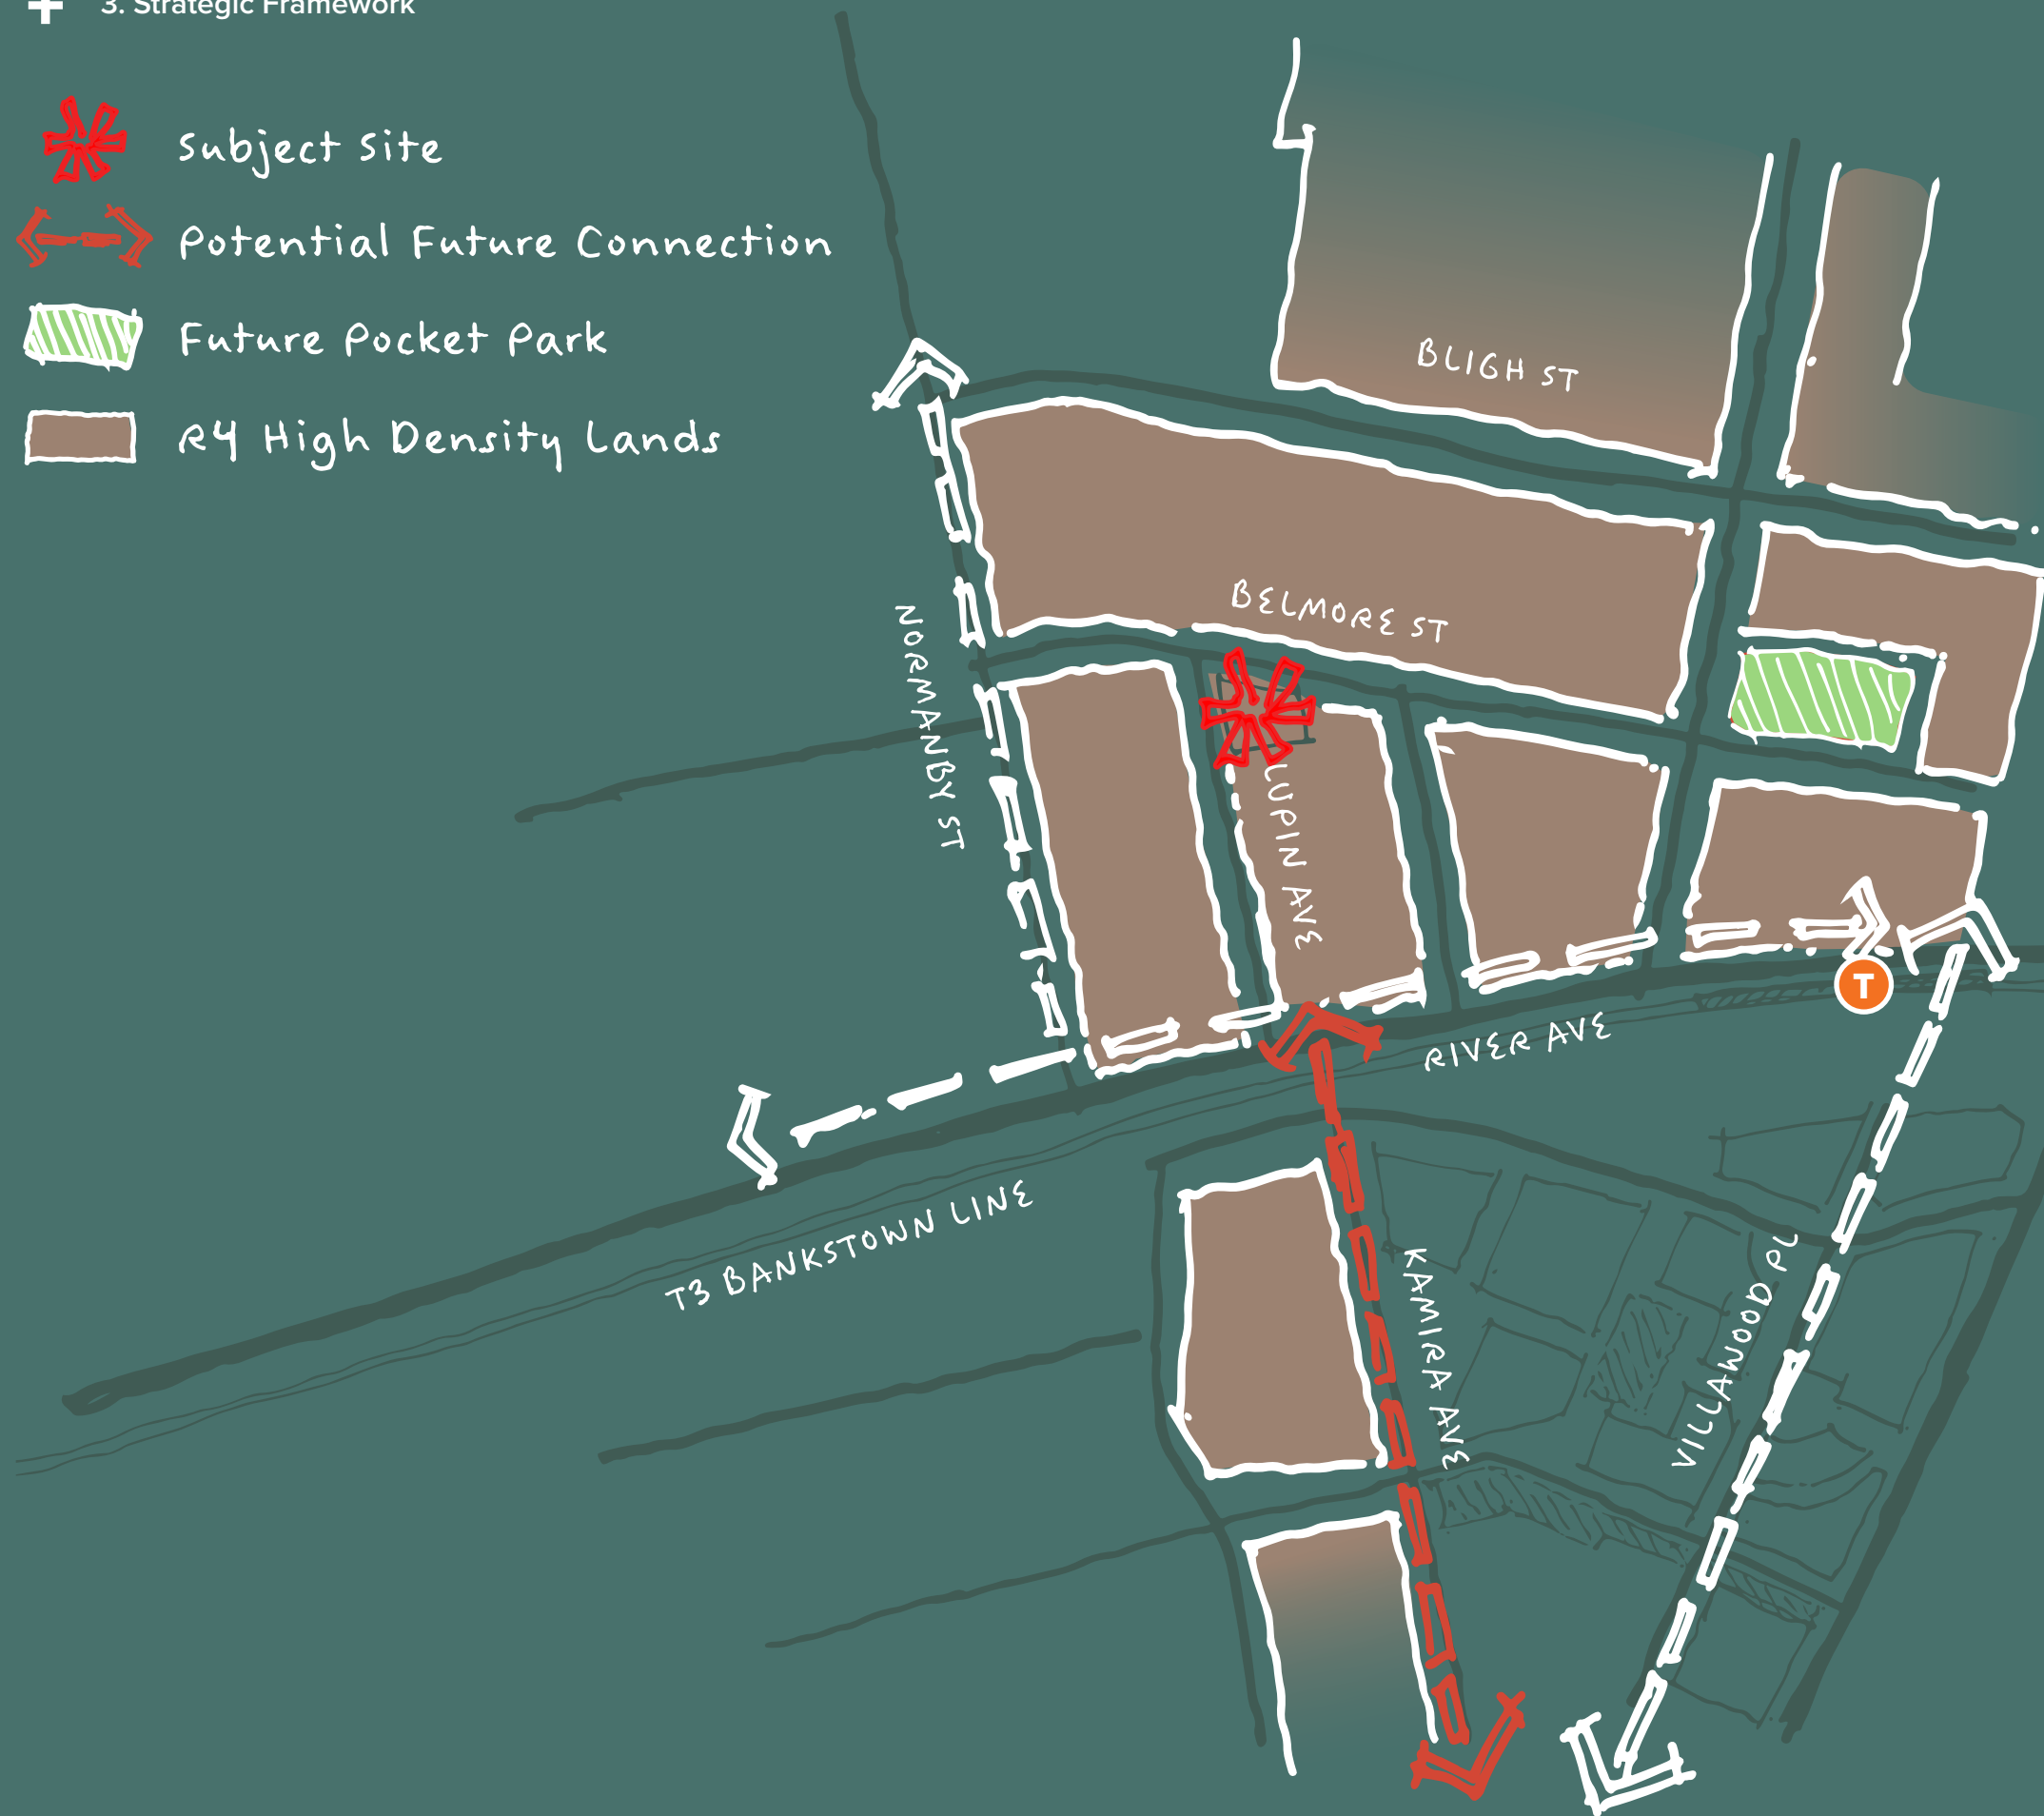 3. Strategic Framework
Subject Site
Potential Future Connection
Future Pocket Park
R4 High Density Lands
BLIGH ST
BELMORE ST
NORMANBY ST
LUPIN AVE
T
RIVER AVE
T3 BANKSTOWN LINE
KAMIRA AVE
VILLAWOOD PL